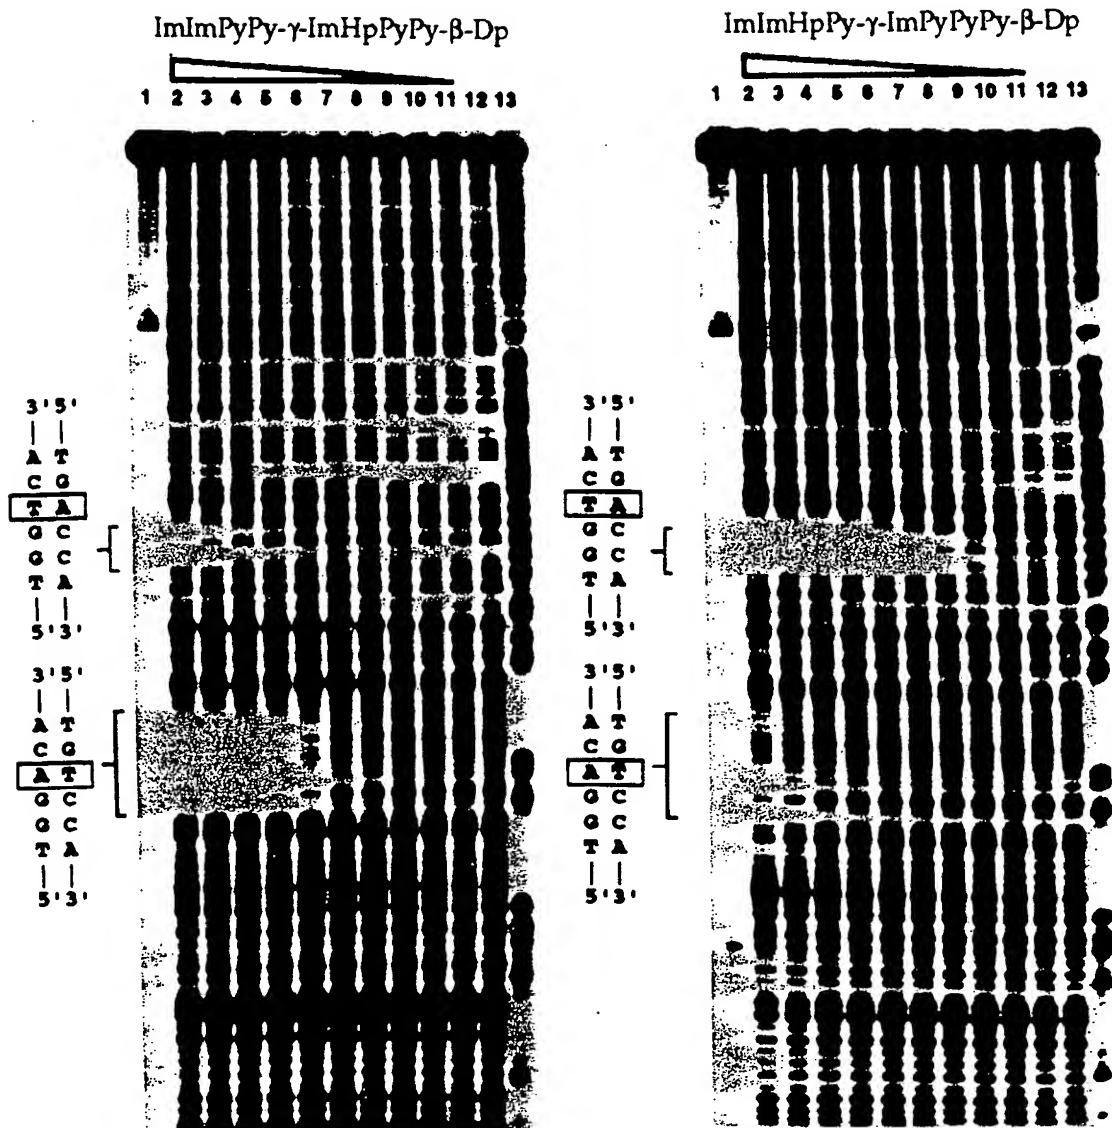 ImImPyPy-γ-ImHpPyPy-β-Dp
1 2 3 4 5 6 7 8 9 10 11 12 13
3'5'
A T
C G
T A
G C
G C
T A
5'3'
3'5'
A T
C G
A T
G C
G C
T A
5'3'
ImImHpPy-γ-ImPyPyPy-β-Dp
1 2 3 4 5 6 7 8 9 10 11 12 13
3'5'
A T
C G
T A
G C
G C
T A
5'3'
3'5'
A T
C G
A T
G C
G C
T A
5'3'